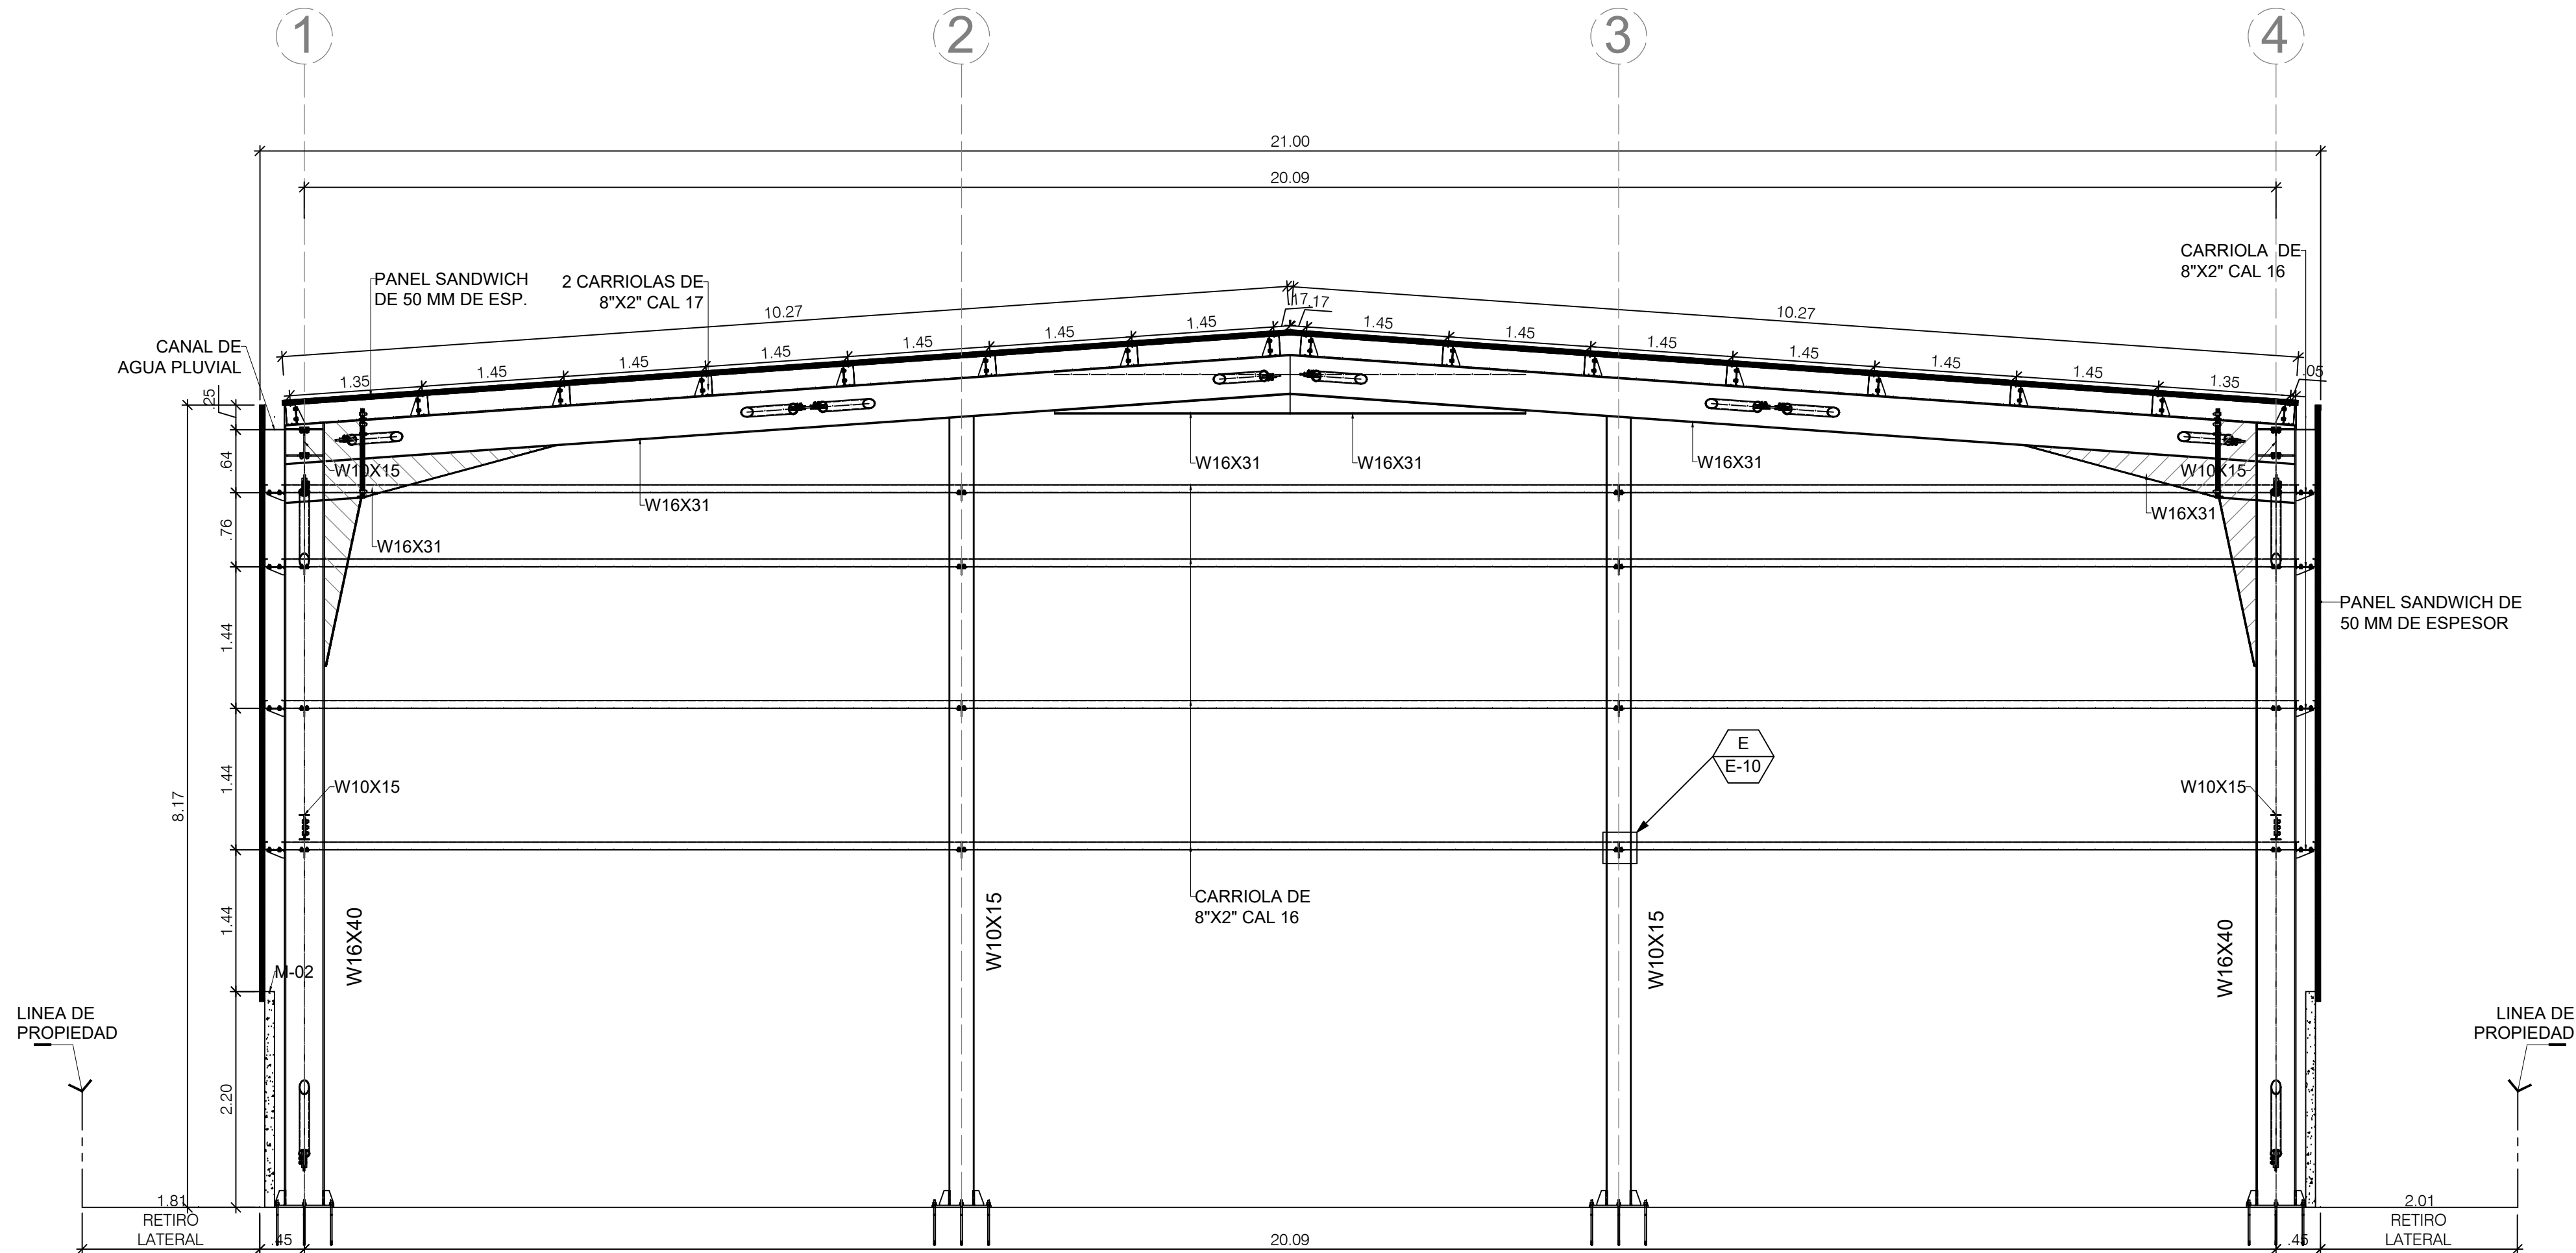 1
2
3
4
21.00
20.09
CARRIOLA DE
8"X2" CAL 16
PANEL SANDWICH
DE 50 MM DE ESP.
2 CARRIOLAS DE
8"X2" CAL 17
10.27
.17
.17
10.27
CANAL DE
AGUA PLUVIAL
1.35
1.45
1.45
1.45
1.45
1.45
1.45
1.45
1.45
1.45
1.45
1.45
1.45
1.35
.05
.25
W10X15
W16X31
W16X31
W16X31
W10X15
W16X31
W16X31
W16X31
.64
.76
1.44
1.44
1.44
2.20
8.17
PANEL SANDWICH DE
50 MM DE ESPESOR
E
E-10
W10X15
W10X15
CARRIOLA DE
8"X2" CAL 16
W16X40
W10X15
W10X15
W16X40
M-02
LINEA DE
PROPIEDAD
LINEA DE
PROPIEDAD
1.81
RETIRO
LATERAL
.45
20.09
.45
2.01
RETIRO
LATERAL